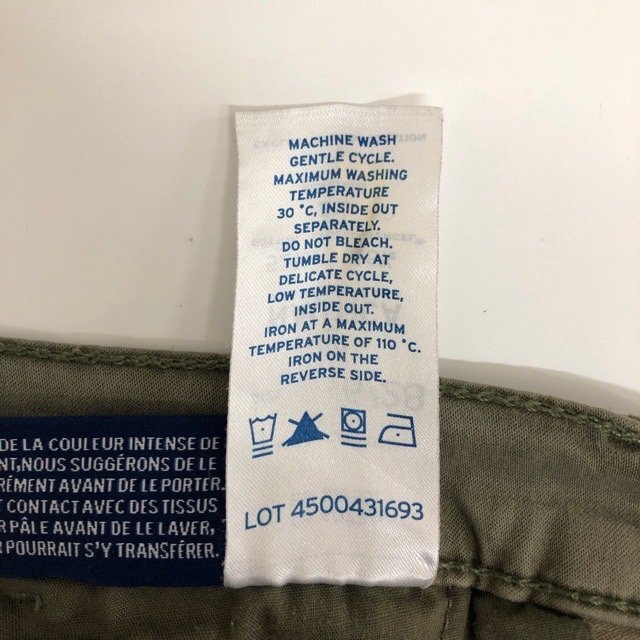 MACHINE WASH
GENTLE CYCLE.
MAXIMUM WASHING
TEMPERATURE
30 °C, INSIDE OUT
SEPARATELY.
DO NOT BLEACH.
TUMBLE DRY AT
DELICATE CYCLE,
LOW TEMPERATURE,
INSIDE OUT.
IRON AT A MAXIMUM
TEMPERATURE OF 110 °C.
IRON ON THE
REVERSE SIDE.
LOT 4500431693
DE LA COULEUR INTENSE DE
NOUS SUGGÉRONS DE LE
AVANT DE LE PORTER.
CONTACT AVEC DES TISSUS
PÂLE AVANT DE LE LAVER,
POURRAIT S'Y TRANSFÉRER.